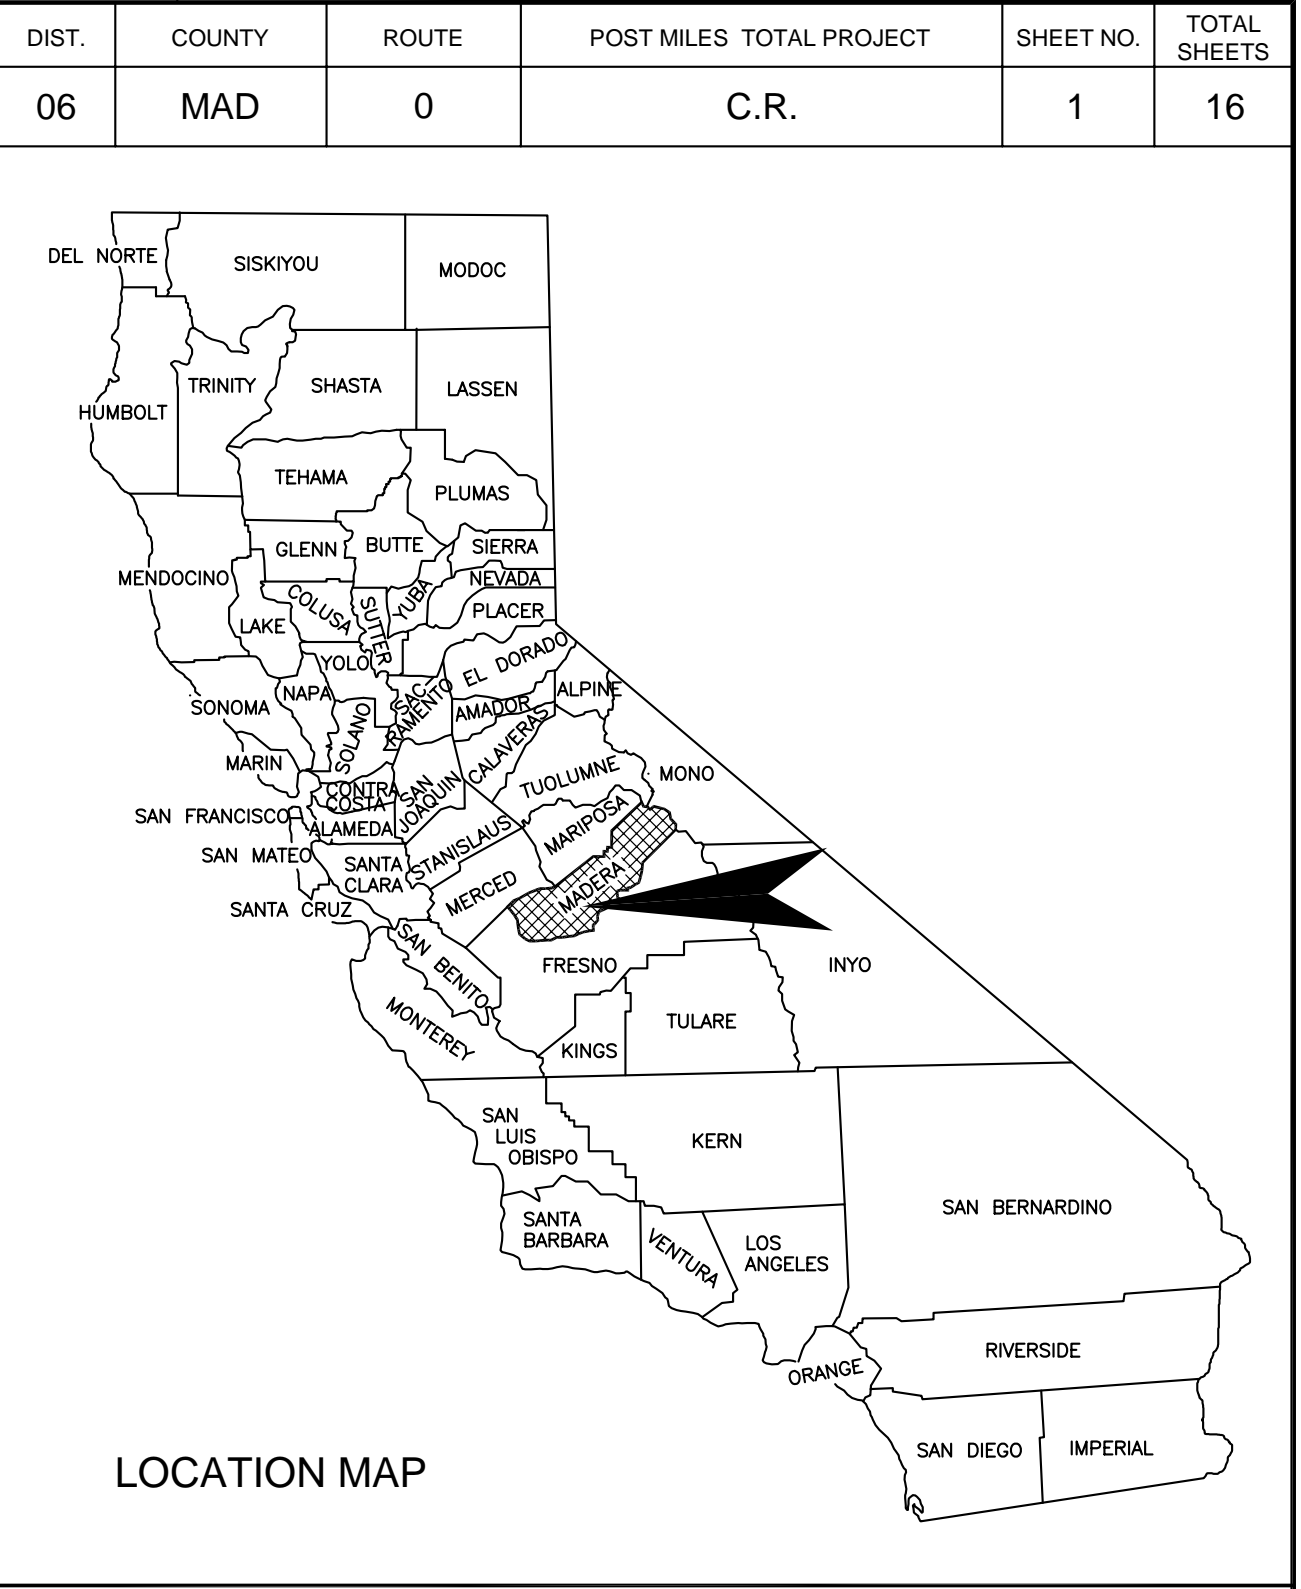 DIST. COUNTY ROUTE POST MILES TOTAL PROJECT SHEET NO. TOTAL SHEETS
06 MAD 0 C.R. 1 16
DEL NORTE
SISKIYOU
MODOC
TRINITY
SHASTA
LASSEN
HUMBOLT
TEHAMA
PLUMAS
GLENN
BUTTE
SIERRA
MENDOCINO
NEVADA
COLUSA
SUTTER
YUBA
PLACER
LAKE
YOLO
EL DORADO
NAPA
SAC-
RAMENTO
ALPINE
SONOMA
SOLANO
AMADOR
CALAVERAS
MARIN
CONTRA
COSTA
SAN
JOAQUIN
TUOLUMNE
MONO
SAN FRANCISCO
ALAMEDA
STANISLAUS
MARIPOSA
SAN MATEO
SANTA
CLARA
MERCED
MADERA
SANTA CRUZ
SAN BENITO
FRESNO
INYO
MONTEREY
TULARE
KINGS
SAN
LUIS
OBISPO
KERN
SAN BERNARDINO
SANTA
BARBARA
VENTURA
LOS
ANGELES
RIVERSIDE
ORANGE
SAN DIEGO
IMPERIAL
LOCATION MAP